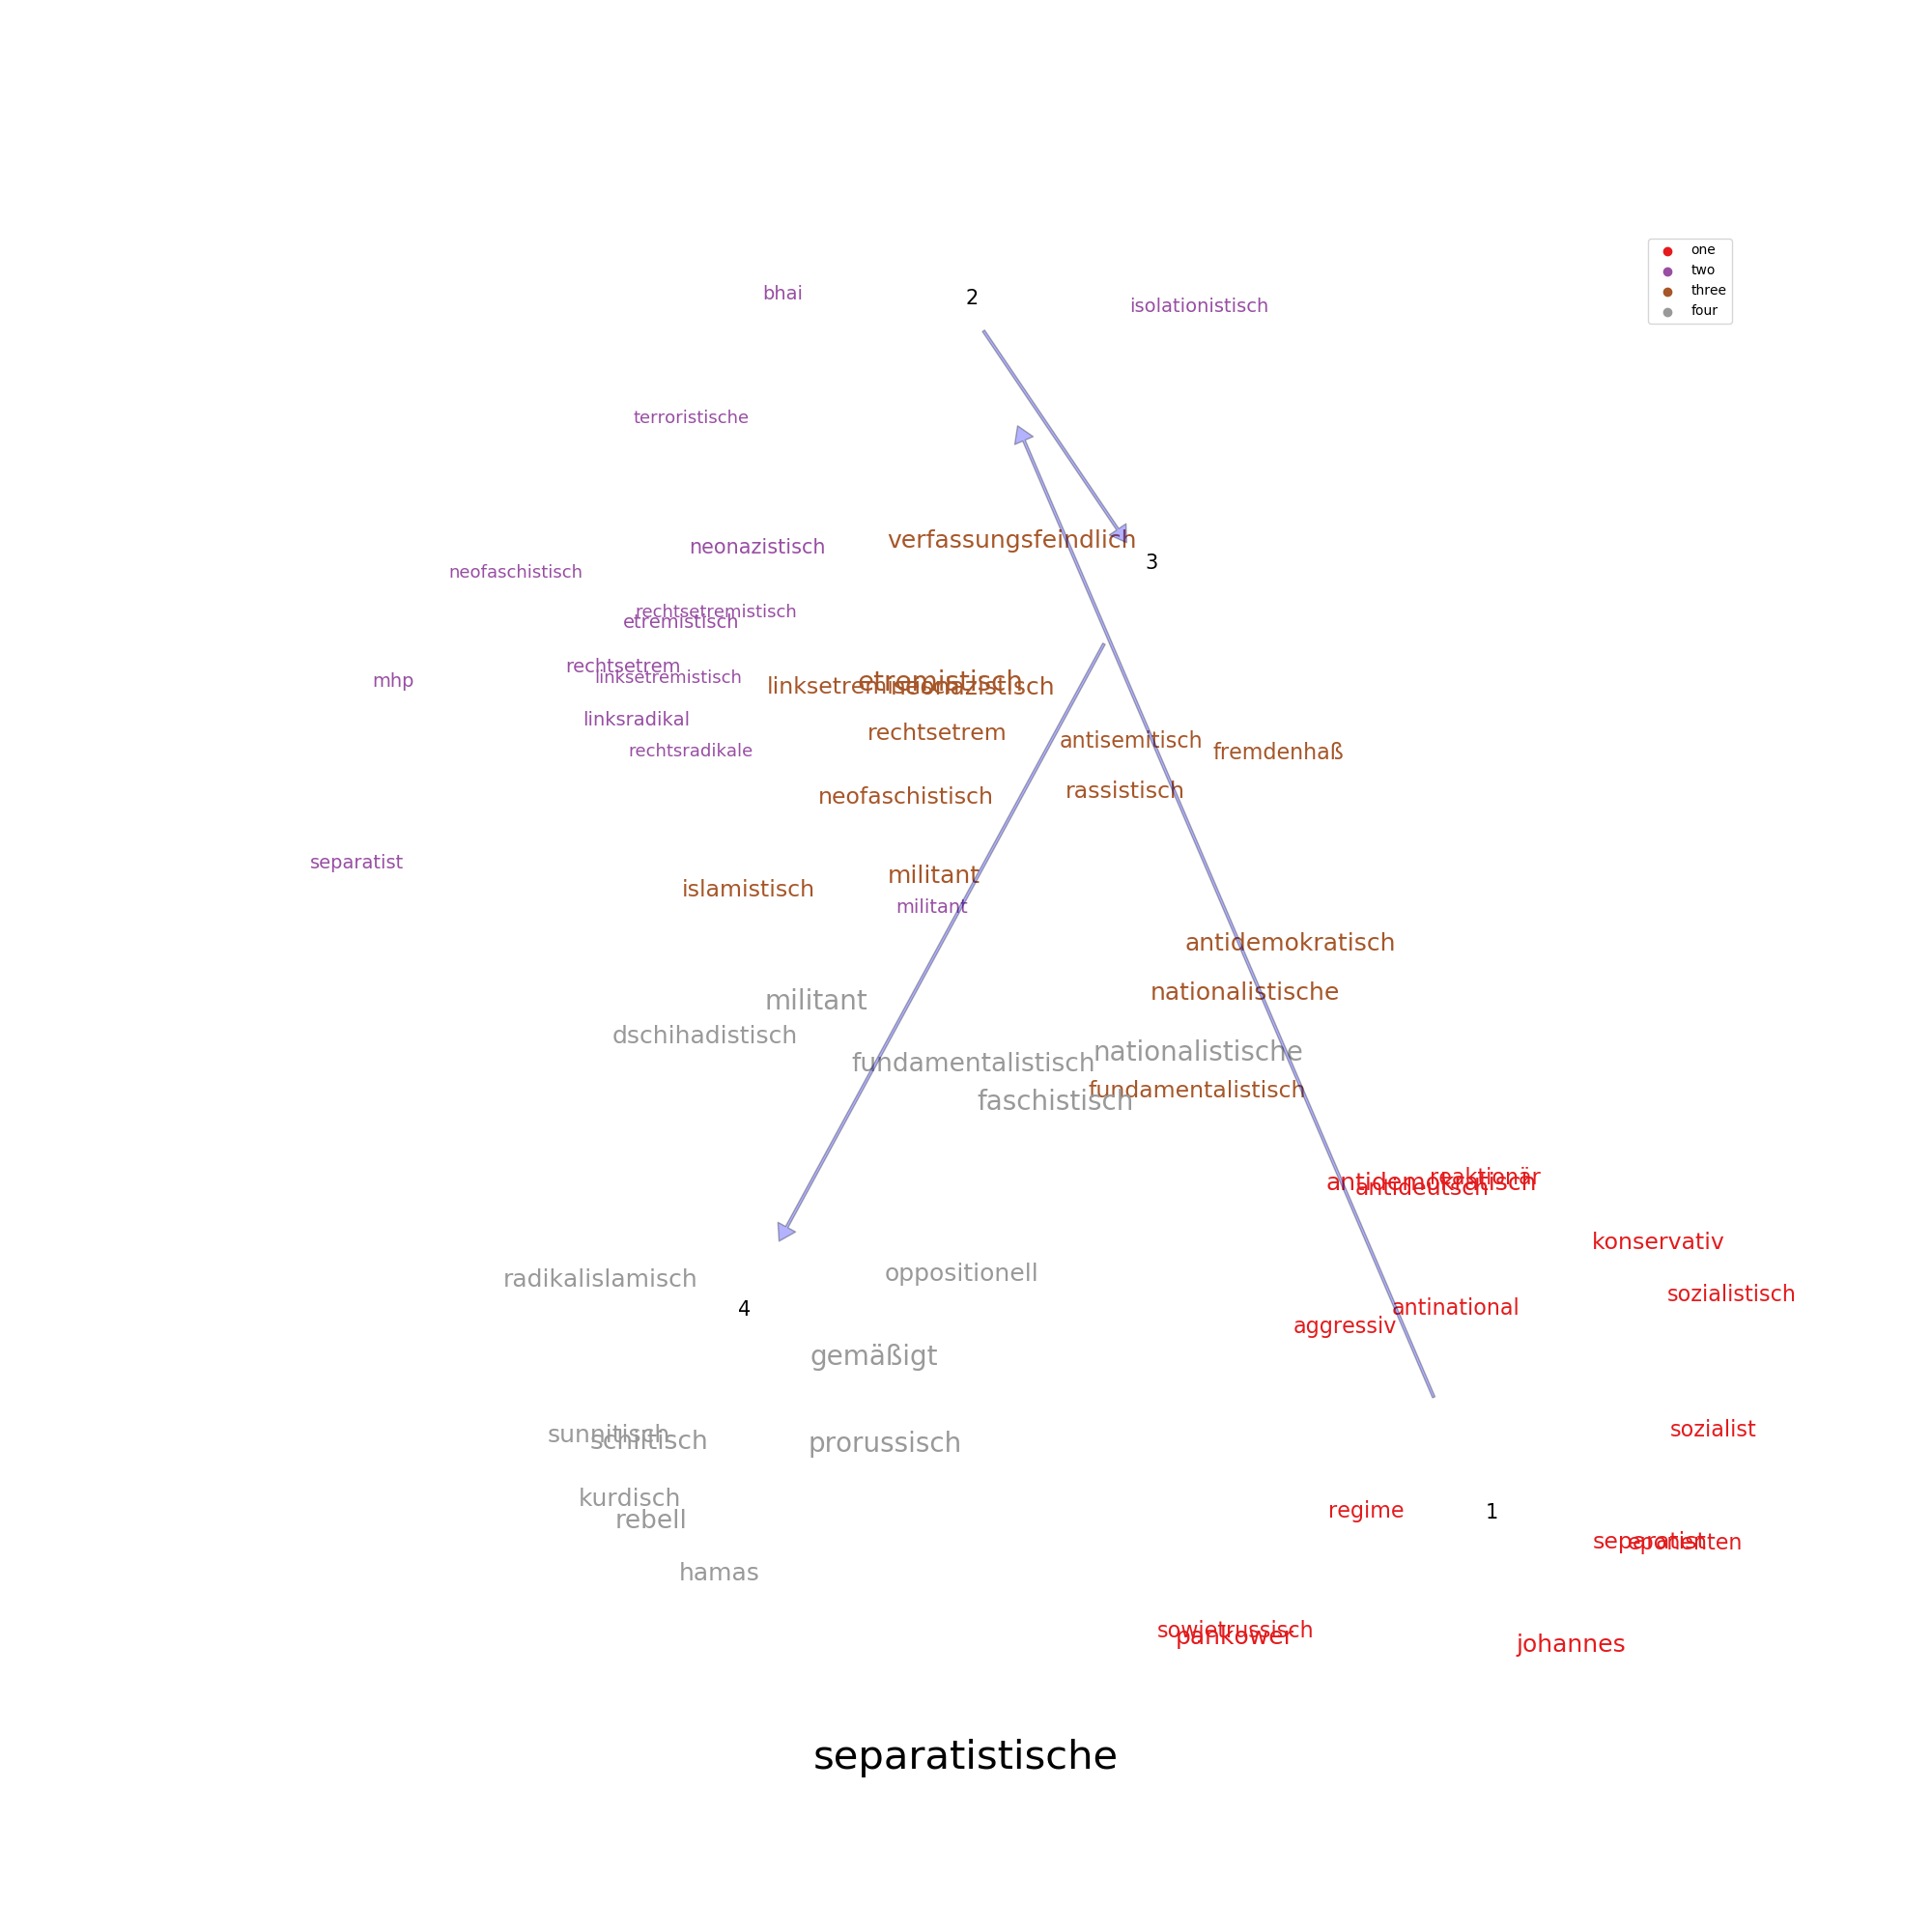 one
two
three
four
bhai
2
isolationistisch
terroristische
verfassungsfeindlich
neonazistisch
3
neofaschistisch
rechtsetremistisch
etremistisch
rechtsetrem
linksetremistisch
mhp
etremistisch
linksetremistisch
neonazistisch
linksradikal
rechtsetrem
antisemitisch
fremdenhaß
rechtsradikale
rassistisch
neofaschistisch
separatist
militant
islamistisch
militant
antidemokratisch
nationalistische
militant
dschihadistisch
nationalistische
fundamentalistisch
fundamentalistisch
faschistisch
reaktionär
antidemokratisch
antideutsch
konservativ
radikalislamisch
oppositionell
sozialistisch
4
antinational
aggressiv
gemäßigt
sozialist
sunnitisch
schiitisch
prorussisch
kurdisch
regime
1
rebell
separatist
eponenten
hamas
sowjetrussisch
pankower
johannes
separatistische